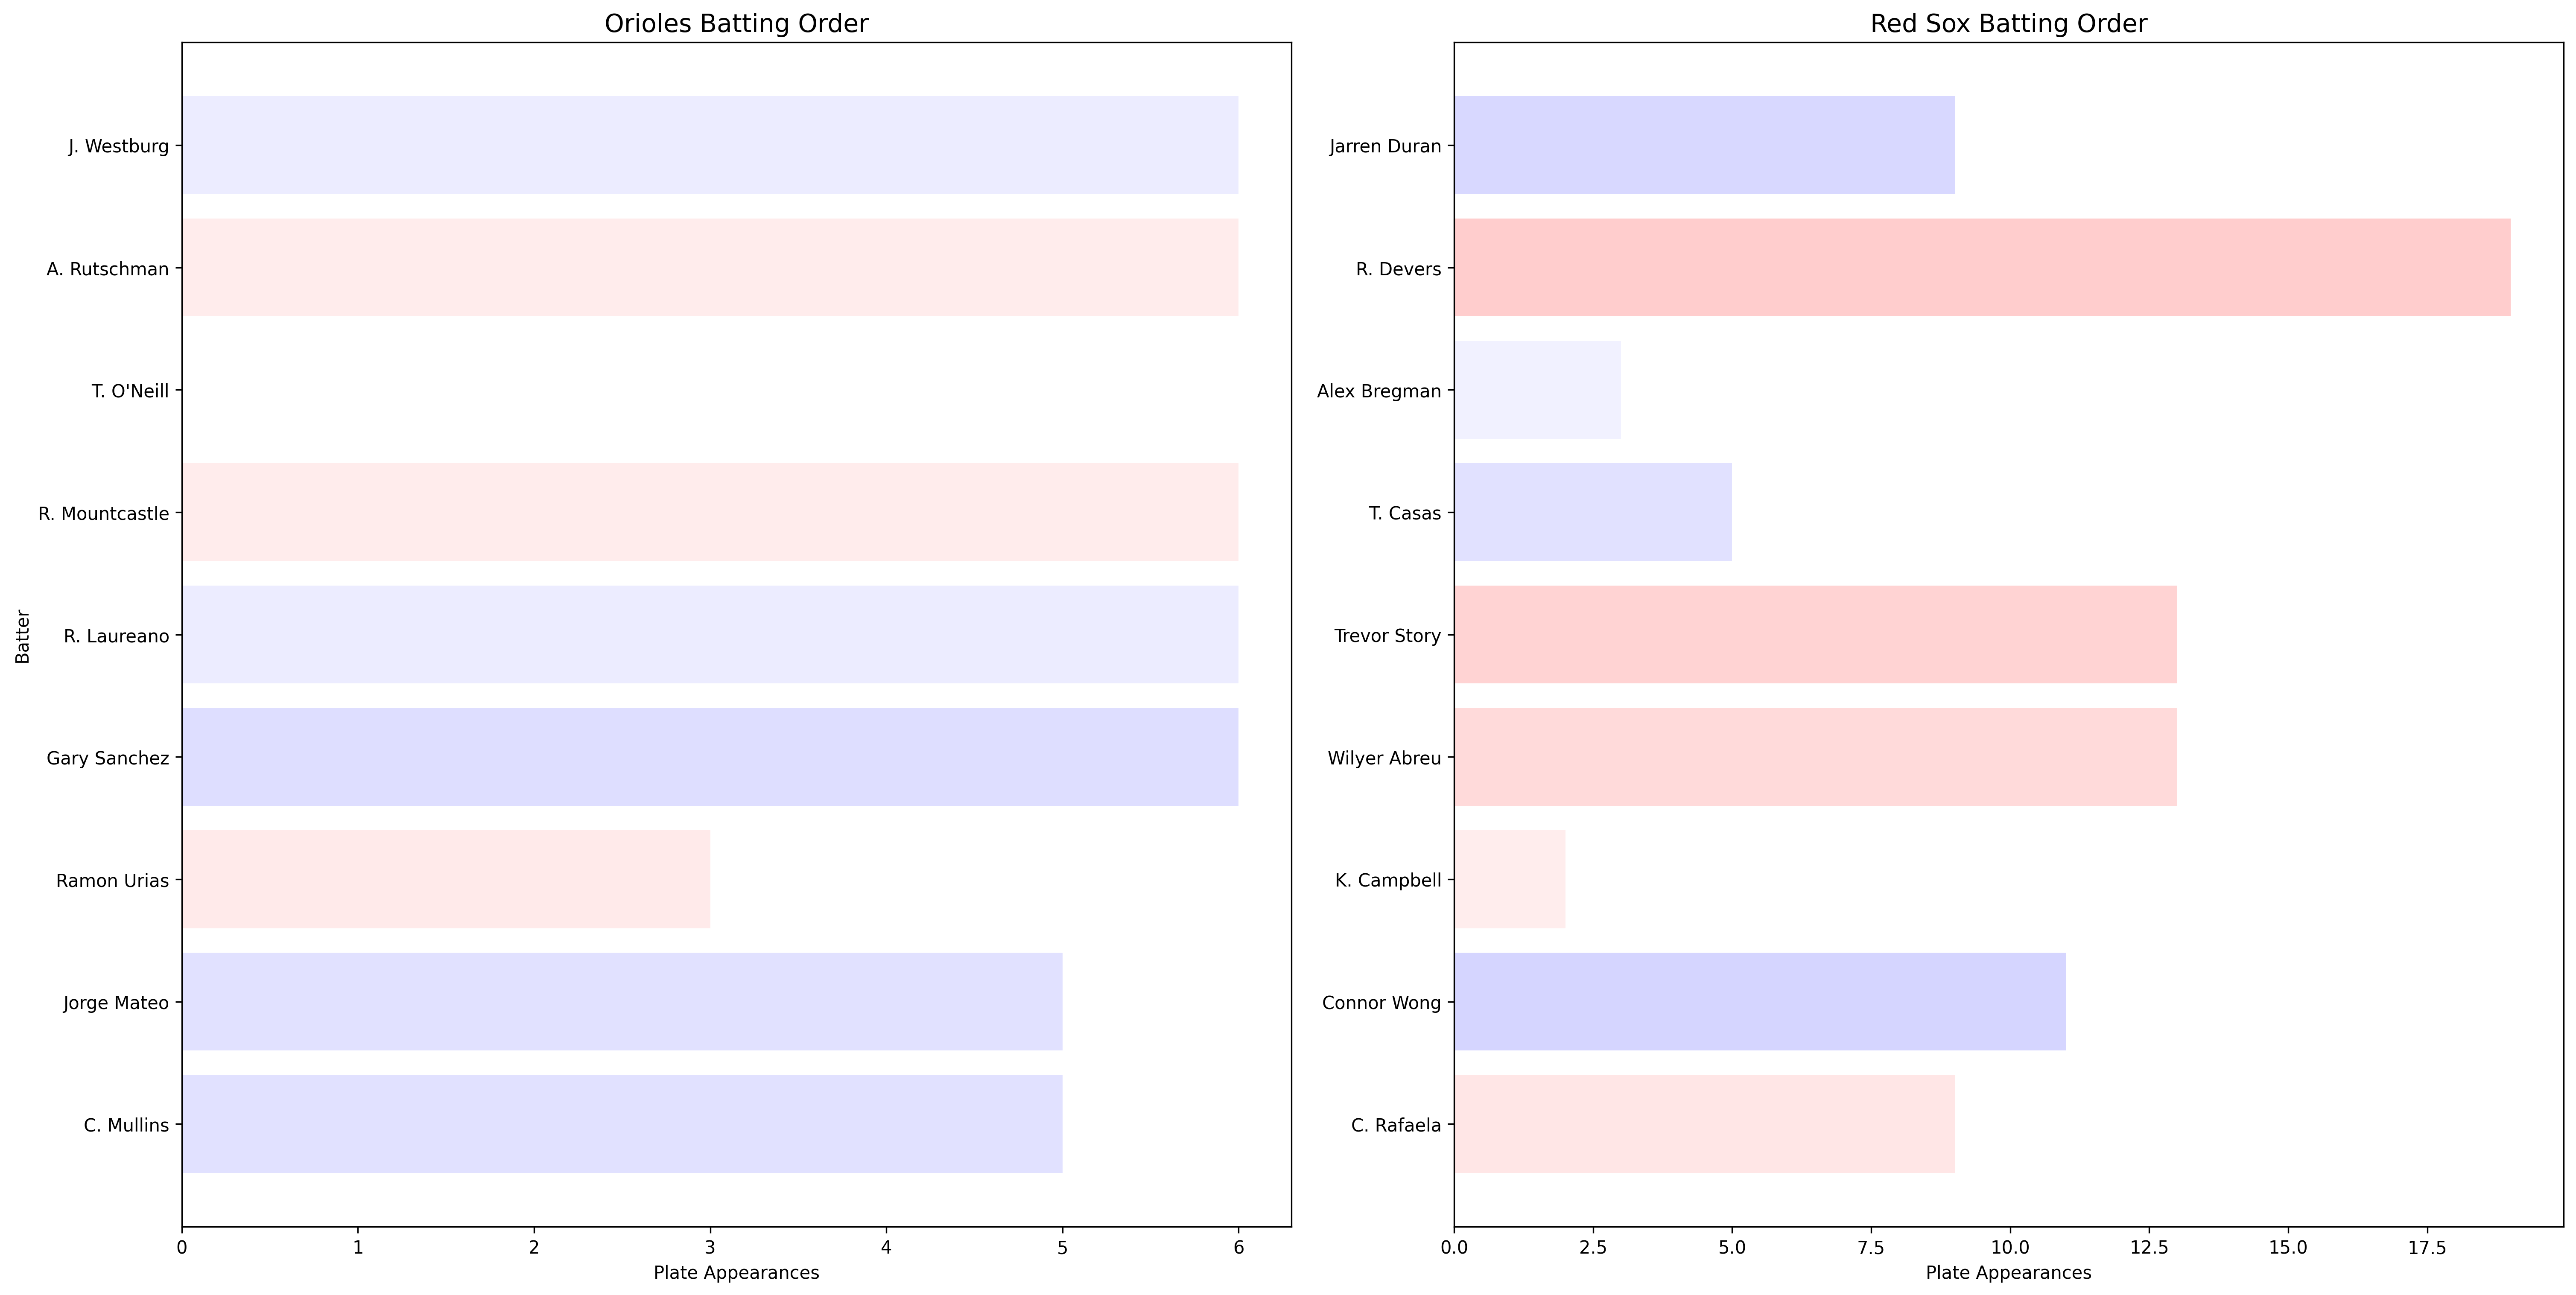 Orioles Batting Order
Batter
J. Westburg
A. Rutschman
T. O'Neill
R. Mountcastle
R. Laureano
Gary Sanchez
Ramon Urias
Jorge Mateo
C. Mullins
0 1 2 3 4 5 6
Plate Appearances
Red Sox Batting Order
Jarren Duran
R. Devers
Alex Bregman
T. Casas
Trevor Story
Wilyer Abreu
K. Campbell
Connor Wong
C. Rafaela
0.0 2.5 5.0 7.5 10.0 12.5 15.0 17.5
Plate Appearances